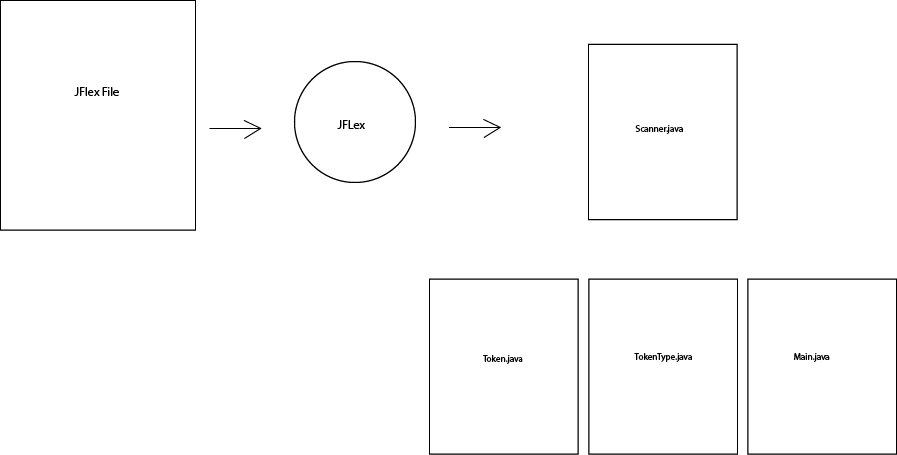 JFlex File
JFLex
Scanner.java
Token.java
TokenType.java
Main.java